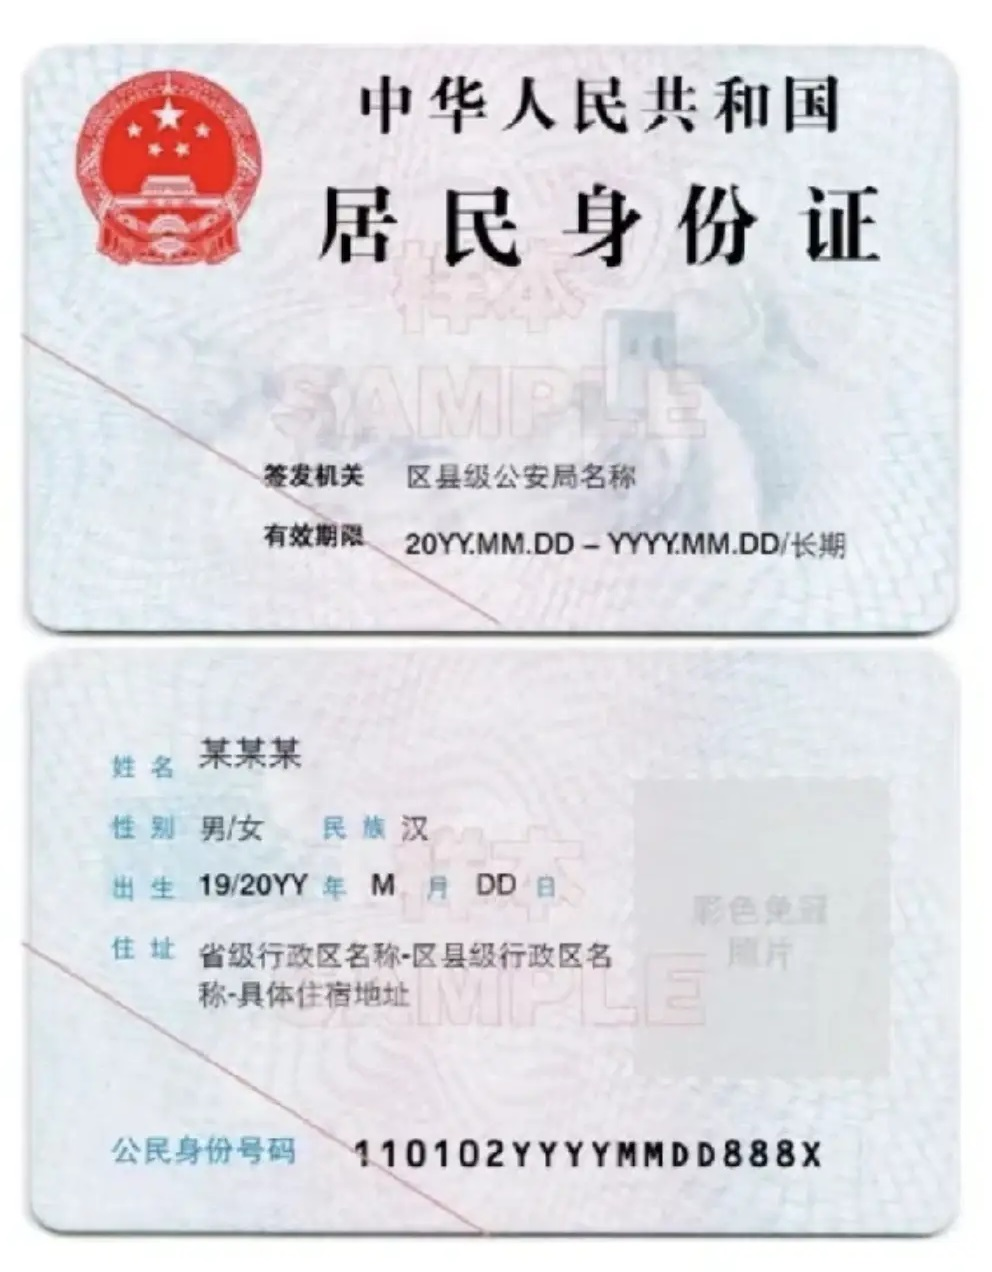 中华人民共和国
居民身份证
样本
SAMPLE
签发机关 区县级公安局名称
有效期限 20YY.MM.DD – YYYY.MM.DD/长期
姓名 某某某
性别 男/女 民族 汉
出生 19/20YY 年 M 月 DD 日
样本
住址 省级行政区名称-区县级行政区名
称-具体住宿地址
SAMPLE
彩色免冠
照片
公民身份号码 110102YYYYMMDD888X